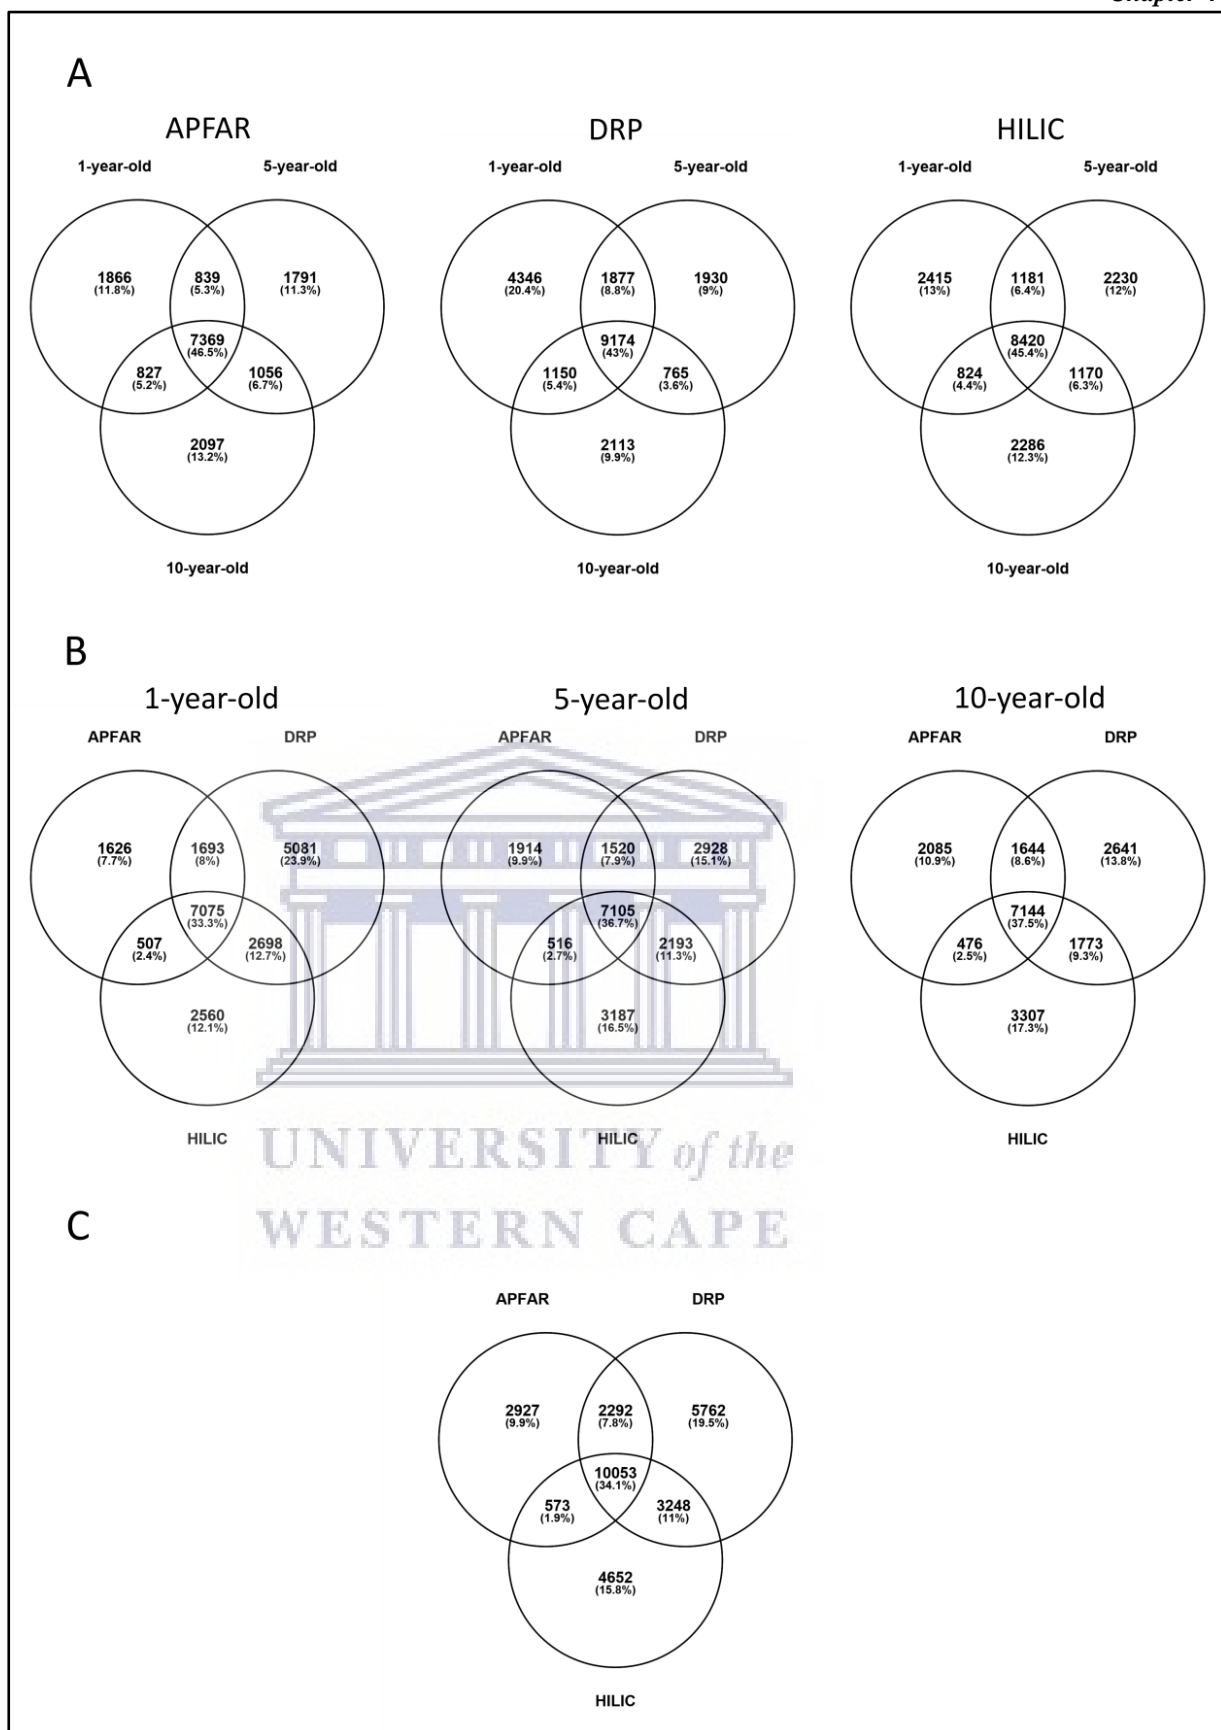 A
APFAR
DRP
HILIC
1-year-old 5-year-old
1-year-old 5-year-old
1-year-old 5-year-old
1866 839 1791
(11.8%) (5.3%) (11.3%)
7369
(46.5%)
827 1056
(5.2%) (6.7%)
2097
(13.2%)
10-year-old
4346 1877 1930
(20.4%) (8.8%) (9%)
9174
(43%)
1150 765
(5.4%) (3.6%)
2113
(9.9%)
10-year-old
2415 1181 2230
(13%) (6.4%) (12%)
8420
(45.4%)
824 1170
(4.4%) (6.3%)
2286
(12.3%)
10-year-old
B
1-year-old
APFAR DRP
1626 1693 5081
(7.7%) (8%) (23.9%)
7075
(33.3%)
507 2698
(2.4%) (12.7%)
2560
(12.1%)
HILIC
5-year-old
APFAR DRP
1914 1520 2928
(9.9%) (7.9%) (15.1%)
7105
(36.7%)
516 2193
(2.7%) (11.3%)
3187
(16.5%)
HILIC
10-year-old
APFAR DRP
2085 1644 2641
(10.9%) (8.6%) (13.8%)
7144
(37.5%)
476 1773
(2.5%) (9.3%)
3307
(17.3%)
HILIC
UNIVERSITY of the
WESTERN CAPE
C
APFAR DRP
2927 2292 5762
(9.9%) (7.8%) (19.5%)
10053
(34.1%)
573 3248
(1.9%) (11%)
4652
(15.8%)
HILIC